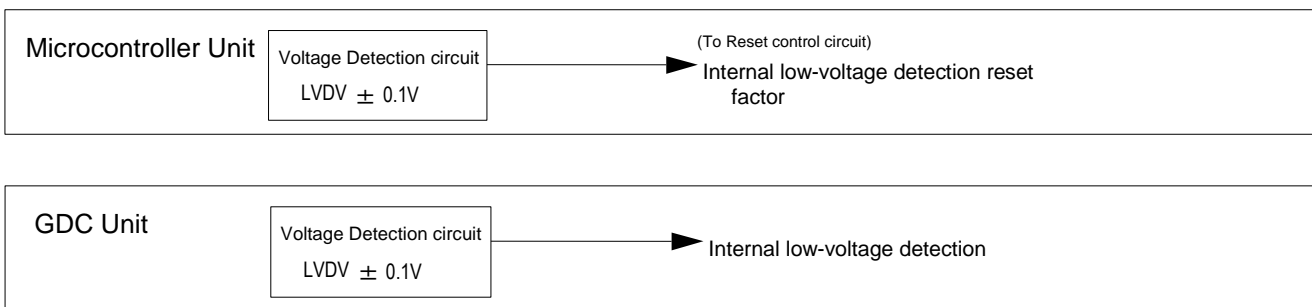 Microcontroller Unit
Voltage Detection circuit
LVDV ± 0.1V
(To Reset control circuit)
Internal low-voltage detection reset
factor
GDC Unit
Voltage Detection circuit
LVDV ± 0.1V
Internal low-voltage detection